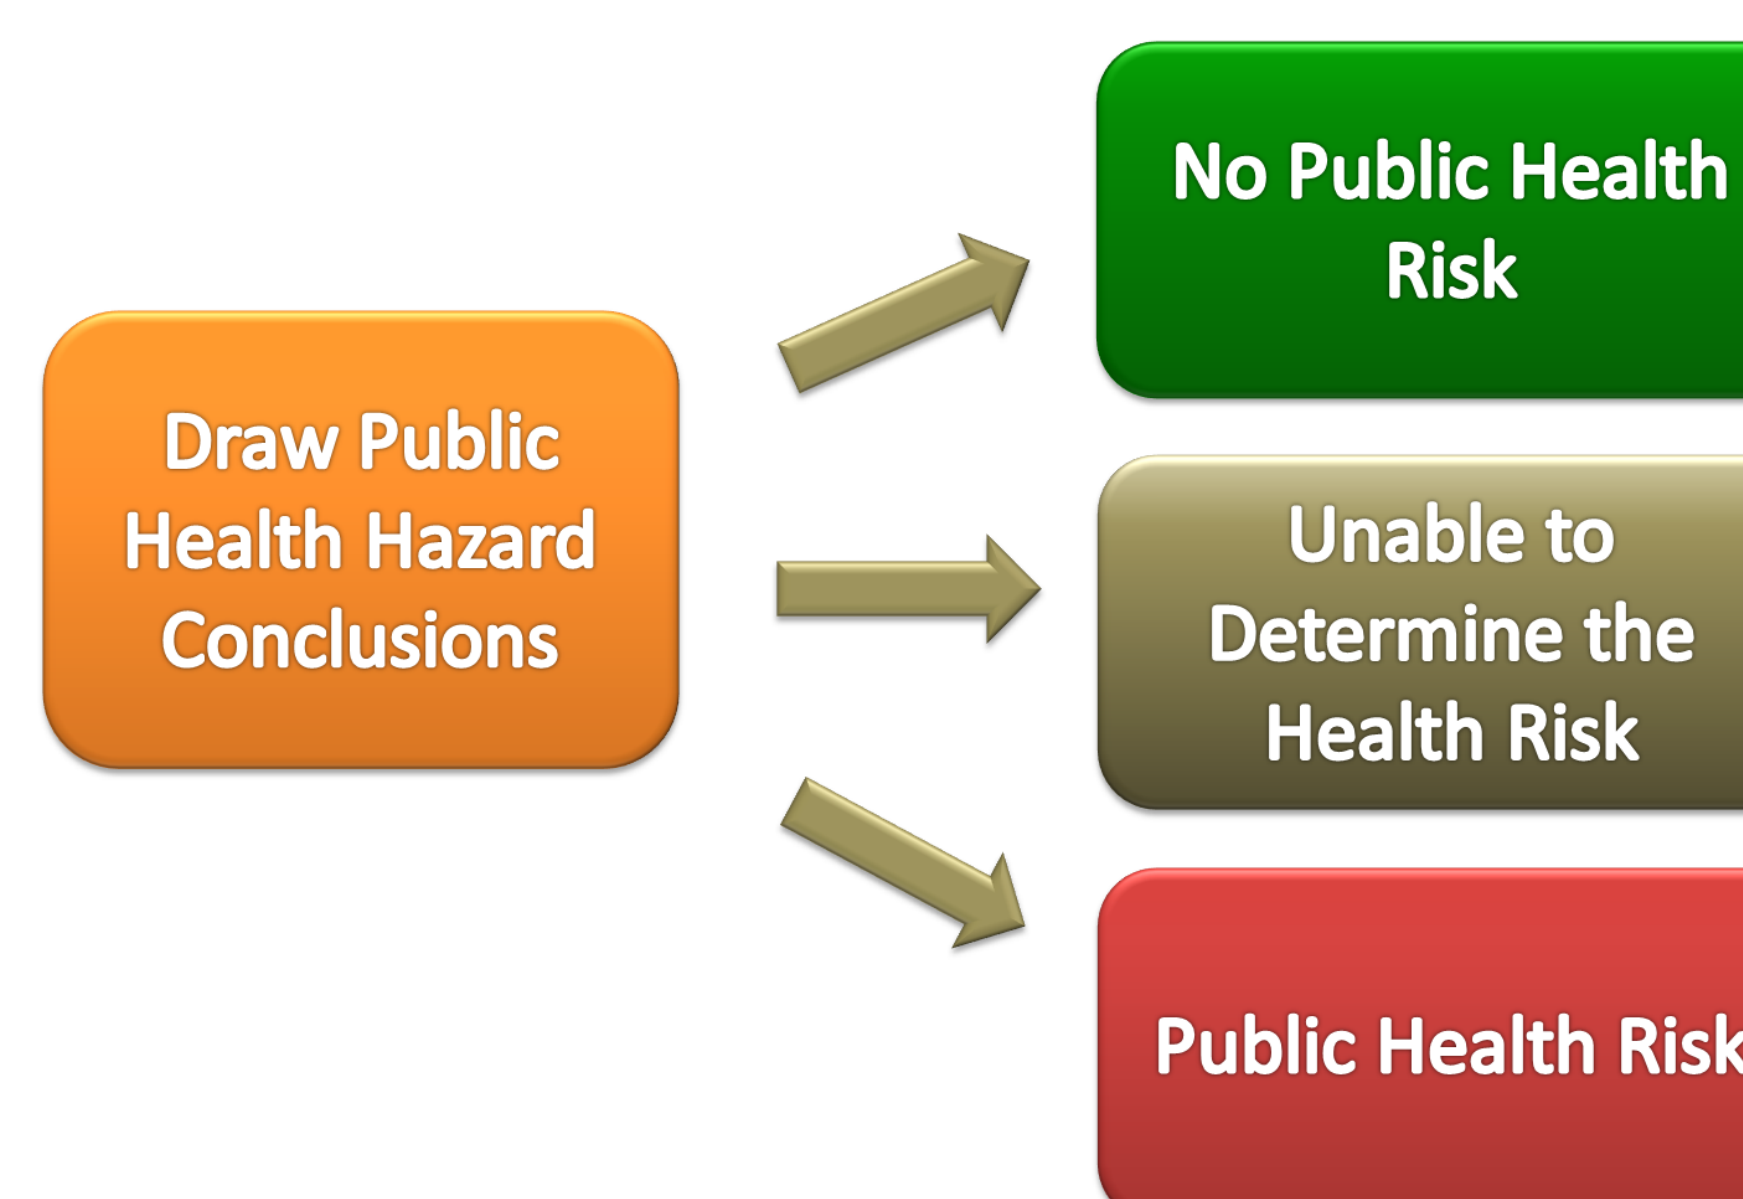 Draw Public
Health Hazard
Conclusions
No Public Health
Risk
Unable to
Determine the
Health Risk
Public Health Risk